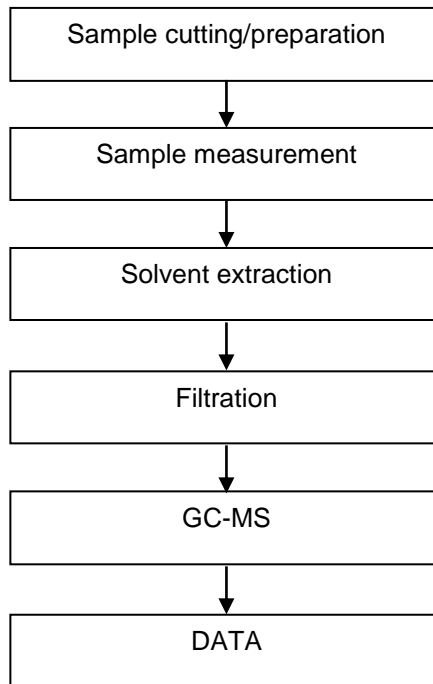 Sample cutting/preparation
Sample measurement
Solvent extraction
Filtration
GC-MS
DATA